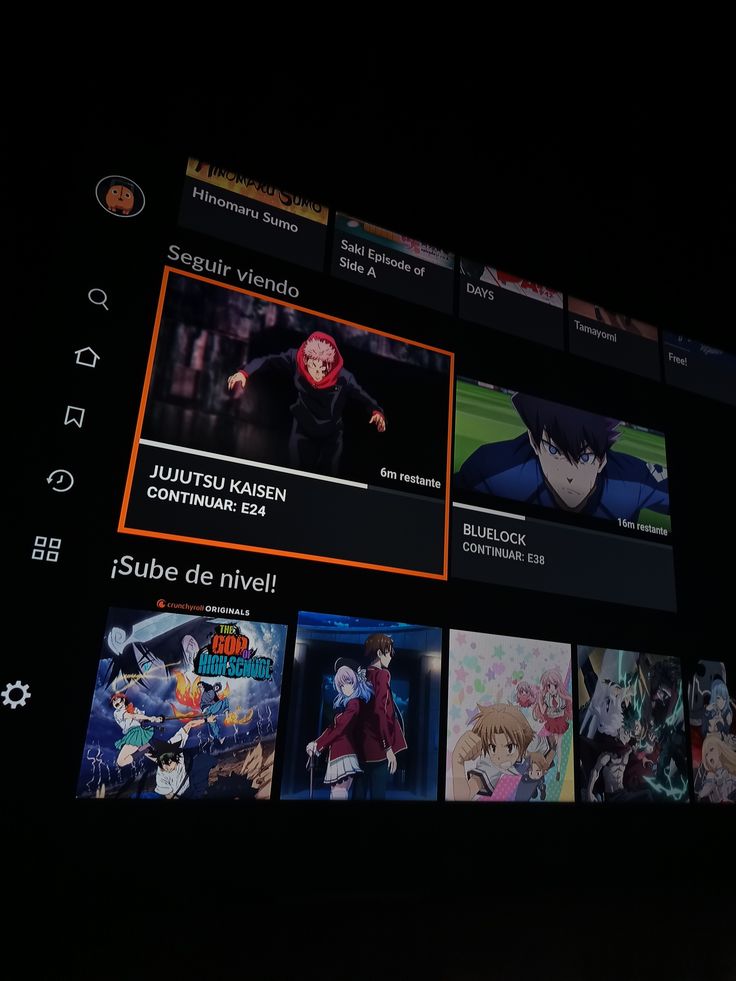 HINOMARU SUMO
Hinomaru Sumo
Saki Episode of
Side A
DAYS
Tamayomi
Free!
Seguir viendo
6m restante
JUJUTSU KAISEN
CONTINUAR: E24
16m restante
BLUELOCK
CONTINUAR: E38
¡Sube de nivel!
crunchyroll ORIGINALS
THE
GOD
OF
HIGH SCHOOL